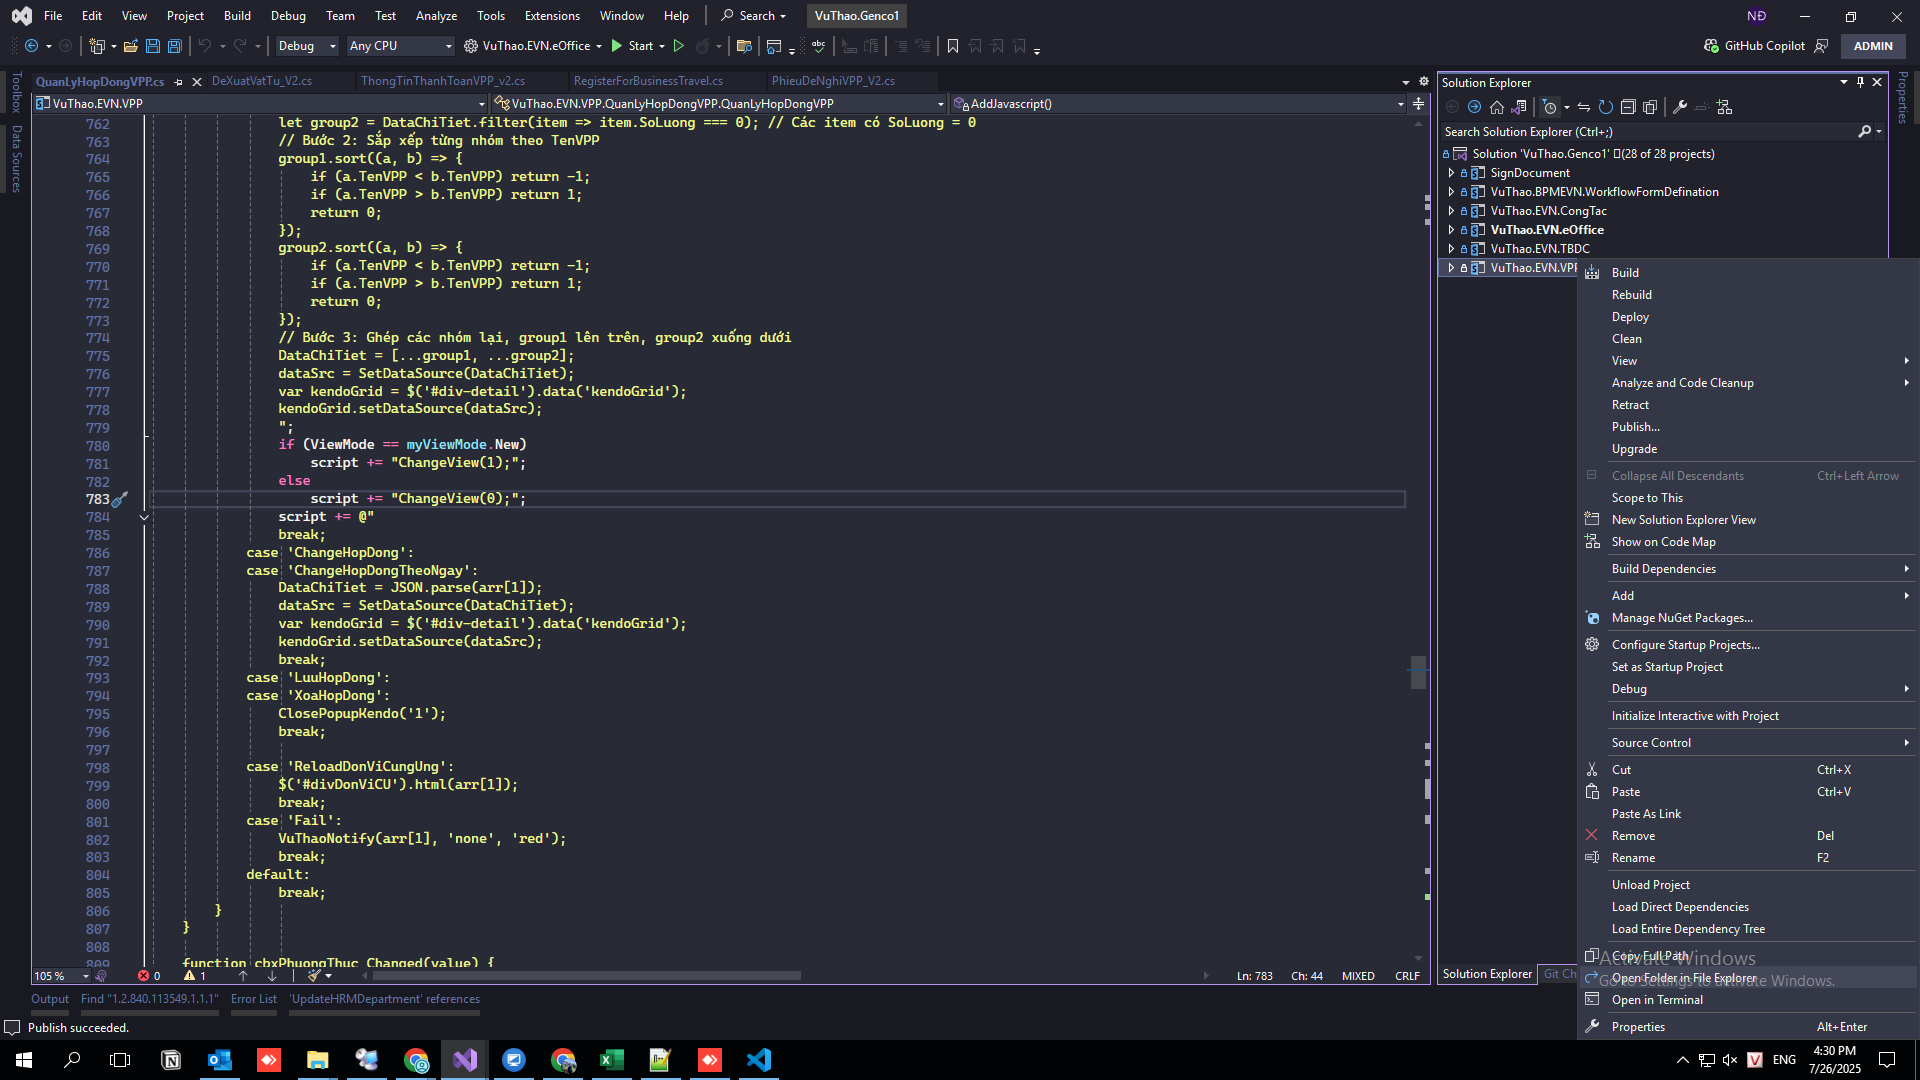 File Edit View Project Build Debug Team Test Analyze Tools Extensions Window Help Search VuThao.Genco1 NĐ
Debug Any CPU VuThao.EVN.eOffice Start GitHub Copilot ADMIN
QuanLyHopDongVPP.cs DeXuatVatTu_V2.cs ThongTinThanhToanVPP_v2.cs RegisterForBusinessTravel.cs PhieuDeNghiVPP_V2.cs
VuThao.EVN.VPP VuThao.EVN.VPP.QuanLyHopDongVPP.QuanLyHopDongVPP AddJavascript()
Toolbox
Data Sources
762 let group2 = DataChiTiet.filter(item => item.SoLuong === 0); // Các item có SoLuong = 0
763 // Bước 2: Sắp xếp từng nhóm theo TenVPP
764 group1.sort((a, b) => {
765 if (a.TenVPP < b.TenVPP) return -1;
766 if (a.TenVPP > b.TenVPP) return 1;
767 return 0;
768 });
769 group2.sort((a, b) => {
770 if (a.TenVPP < b.TenVPP) return -1;
771 if (a.TenVPP > b.TenVPP) return 1;
772 return 0;
773 });
774 // Bước 3: Ghép các nhóm lại, group1 lên trên, group2 xuống dưới
775 DataChiTiet = [...group1, ...group2];
776 dataSrc = SetDataSource(DataChiTiet);
777 var kendoGrid = $('#div-detail').data('kendoGrid');
778 kendoGrid.setDataSource(dataSrc);
779 ";
780 if (ViewMode == myViewMode.New)
781 script += "ChangeView(1);";
782 else
783 script += "ChangeView(0);";
784 script += @"
785 break;
786 case 'ChangeHopDong':
787 case 'ChangeHopDongTheoNgay':
788 DataChiTiet = JSON.parse(arr[1]);
789 dataSrc = SetDataSource(DataChiTiet);
790 var kendoGrid = $('#div-detail').data('kendoGrid');
791 kendoGrid.setDataSource(dataSrc);
792 break;
793 case 'LuuHopDong':
794 case 'XoaHopDong':
795 ClosePopupKendo('1');
796 break;
797
798 case 'ReloadDonViCungUng':
799 $('#divDonViCU').html(arr[1]);
800 break;
801 case 'Fail':
802 VuThaoNotify(arr[1], 'none', 'red');
803 break;
804 default:
805 break;
806 }
807 }
808
809 function cbxPhuongThuc_Changed(value) {
105 % 0 1 Ln: 783 Ch: 44 MIXED CRLF
Output Find "1.2.840.113549.1.1.1" Error List 'UpdateHRMDepartment' references
Publish succeeded.
Solution Explorer
Search Solution Explorer (Ctrl+;)
Solution 'VuThao.Genco1' (28 of 28 projects)
SignDocument
VuThao.BPMEVN.WorkflowFormDefination
VuThao.EVN.CongTac
VuThao.EVN.eOffice
VuThao.EVN.TBDC
VuThao.EVN.VPP
Properties
Build
Rebuild
Deploy
Clean
View
Analyze and Code Cleanup
Retract
Publish...
Upgrade
Collapse All Descendants Ctrl+Left Arrow
Scope to This
New Solution Explorer View
Show on Code Map
Build Dependencies
Add
Manage NuGet Packages...
Configure Startup Projects...
Set as Startup Project
Debug
Initialize Interactive with Project
Source Control
Cut Ctrl+X
Paste Ctrl+V
Paste As Link
Remove Del
Rename F2
Unload Project
Load Direct Dependencies
Load Entire Dependency Tree
Copy Full Path
Open Folder in File Explorer
Open in Terminal
Properties Alt+Enter
Activate Windows
Go to Settings to activate Windows.
Solution Explorer Git Ch
ENG
4:30 PM
7/26/2025